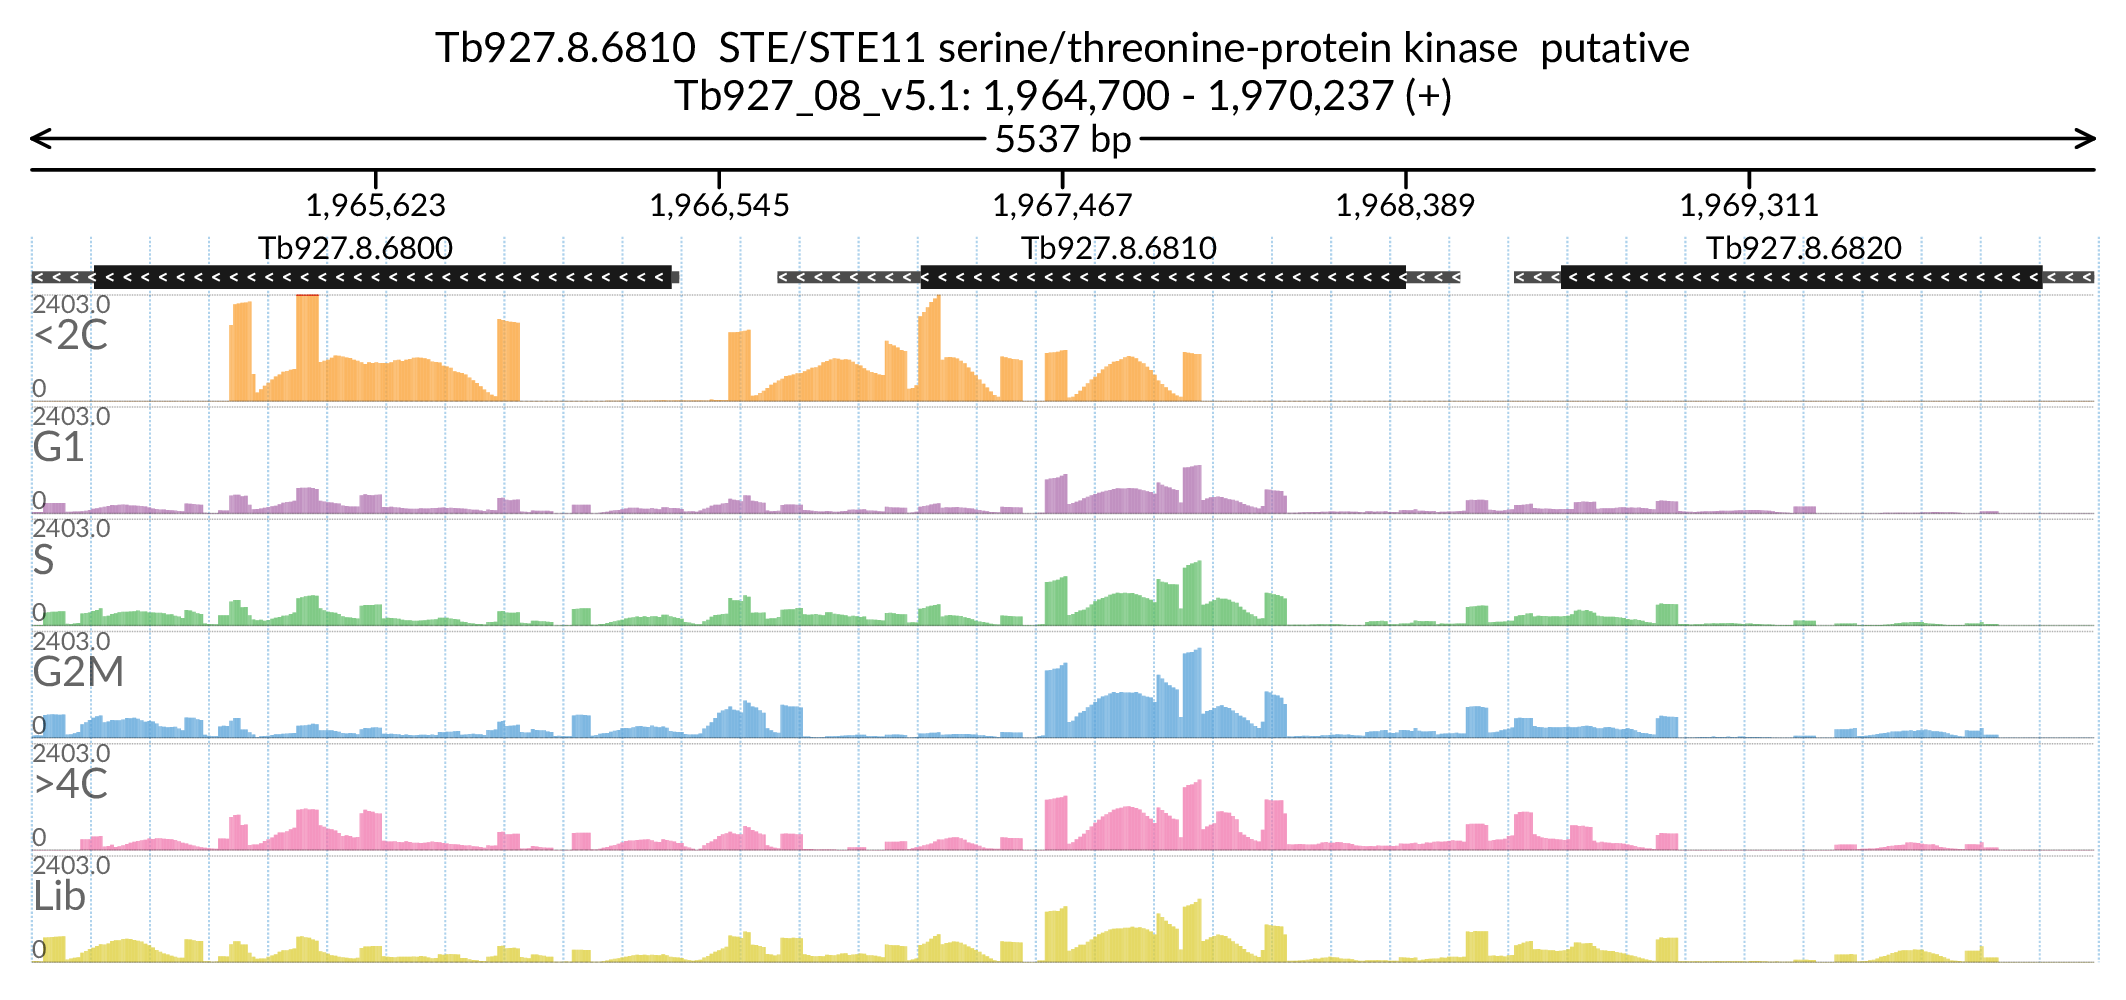 Tb927.8.6810  STE/STE11 serine/threonine-protein kinase  putative
Tb927_08_v5.1: 1,964,700 - 1,970,237 (+)
5537 bp
1,965,623 1,966,545 1,967,467 1,968,389 1,969,311
Tb927.8.6800 Tb927.8.6810 Tb927.8.6820
2403.0
<2C
0
2403.0
G1
0
2403.0
S
0
2403.0
G2M
0
2403.0
>4C
0
2403.0
Lib
0